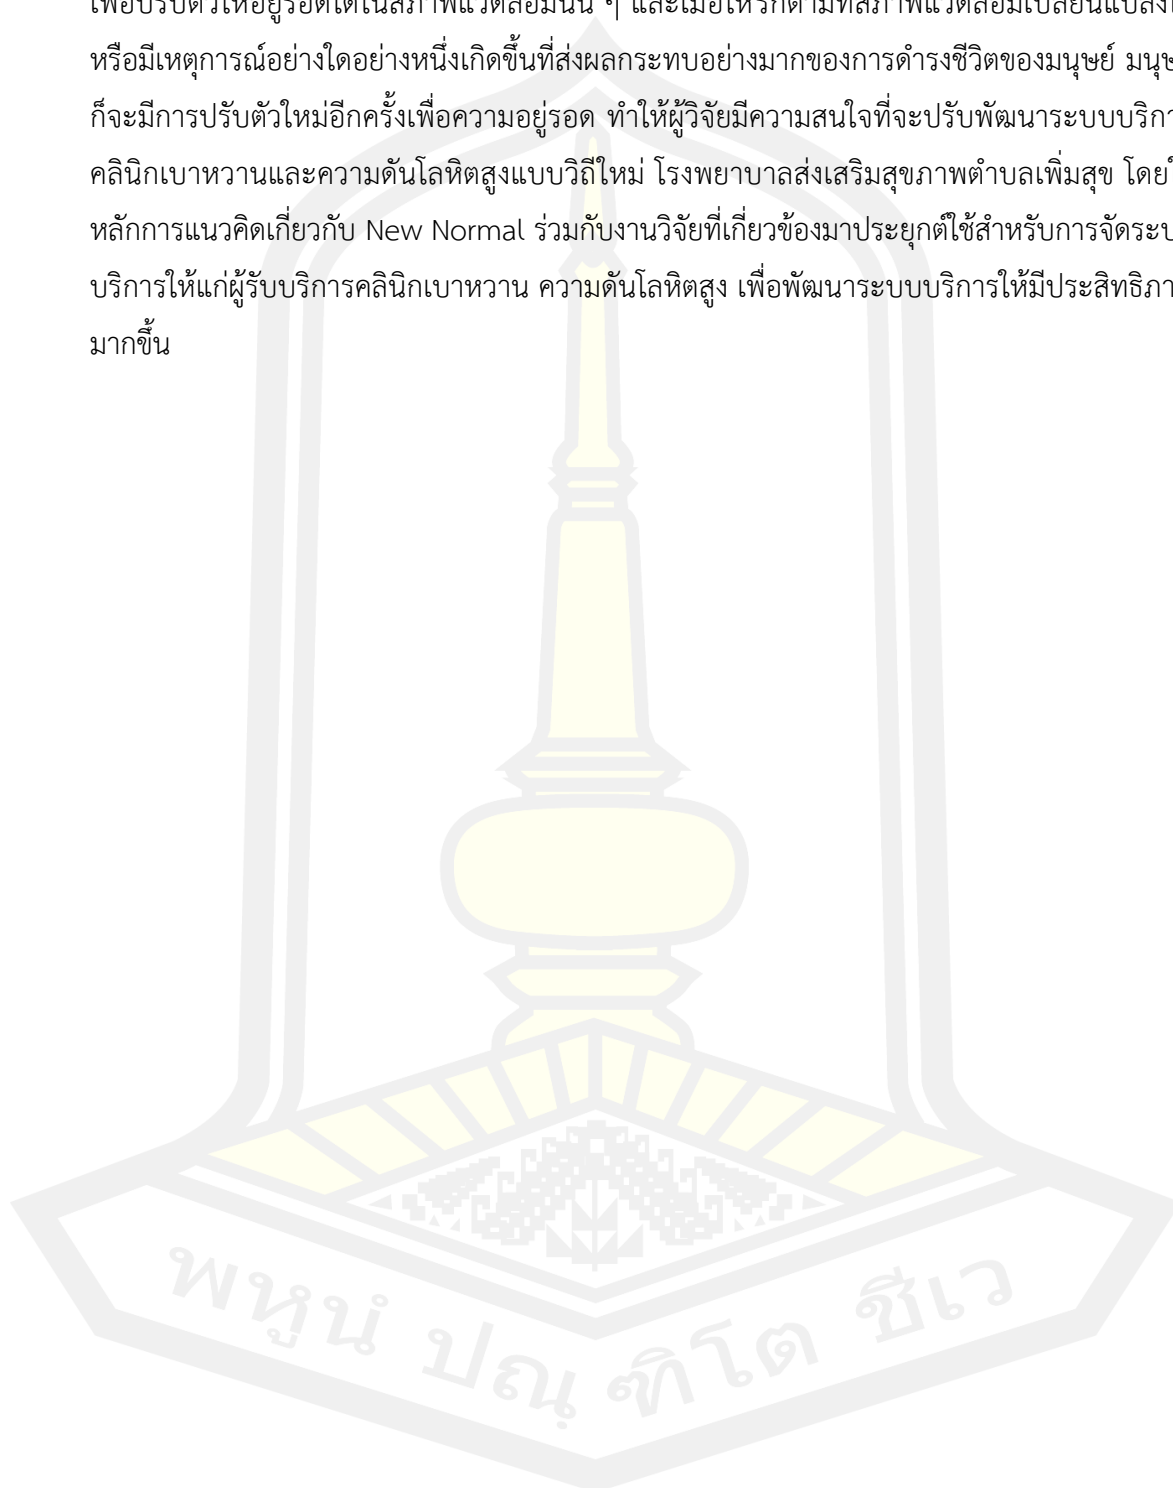 เพื่อปรับตัวให้อยู่รอดได้ในสภาพแวดล้อมนั้น ๆ และเมื่อใหร่ก็ตามที่สภาพแวดล้อมเปลี่ยนแปลง
หรือมีเหตุการณ์อย่างใดอย่างหนึ่งเกิดขึ้นที่ส่งผลกระทบอย่างมากของการดำรงชีวิตของมนุษย์
ก็จะมีการปรับตัวใหม่อีกครั้งเพื่อความอยู่รอด ทำให้ผู้วิจัยมีความสนใจที่จะปรับพัฒนาระบบบริกา
คลินิกเบาหวานและความดันโลหิตสูงแบบวิถีใหม่ โรงพยาบาลส่งเสริมสุขภาพตำบลเพิ่มสุข โดย
หลักการแนวคิดเกี่ยวกับ New Normal ร่วมกับงานวิจัยที่เกี่ยวข้องมาประยุกต์ใช้สำหรับการจัดระบ
บริการให้แก่ผู้รับบริการคลินิกเบาหวาน ความดันโลหิตสูง เพื่อพัฒนาระบบบริการให้มีประสิทธิภา
มากขึ้น
พหูนํ ปณฺฑิโต ชีเว